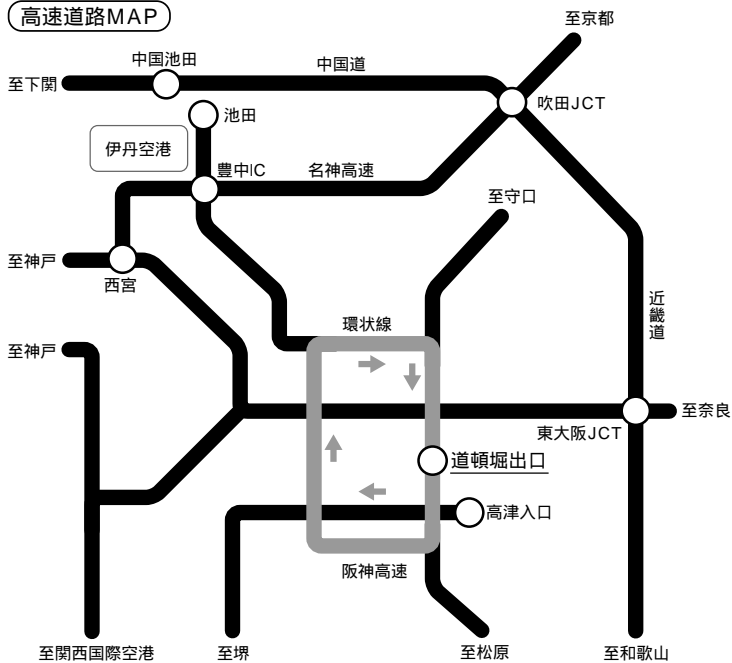 高速道路MAP
至京都
中国池田
中国道
至下関
吹田JCT
池田
伊丹空港
豊中IC
名神高速
至守口
至神戸
西宮
近畿道
環状線
至神戸
至奈良
東大阪JCT
道頓堀出口
高津入口
阪神高速
至関西国際空港
至堺
至松原
至和歌山